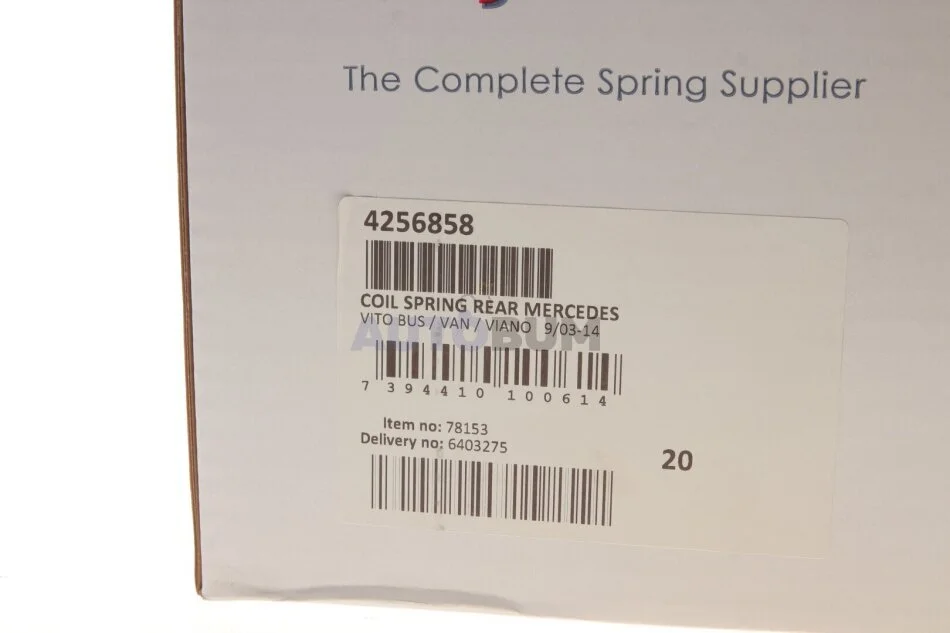 The Complete Spring Supplier
4256858
COIL SPRING REAR MERCEDES
VITO BUS / VAN / VIANO 9/03-14
AUTOBUM
7 394410 100614
Item no: 78153
Delivery no: 6403275
20